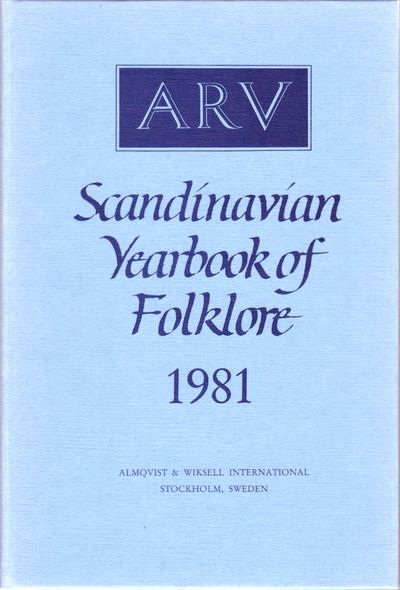 ARV
Scandinavian
Yearbook of
Folklore
1981
ALMQVIST & WIKSELL INTERNATIONAL
STOCKHOLM, SWEDEN